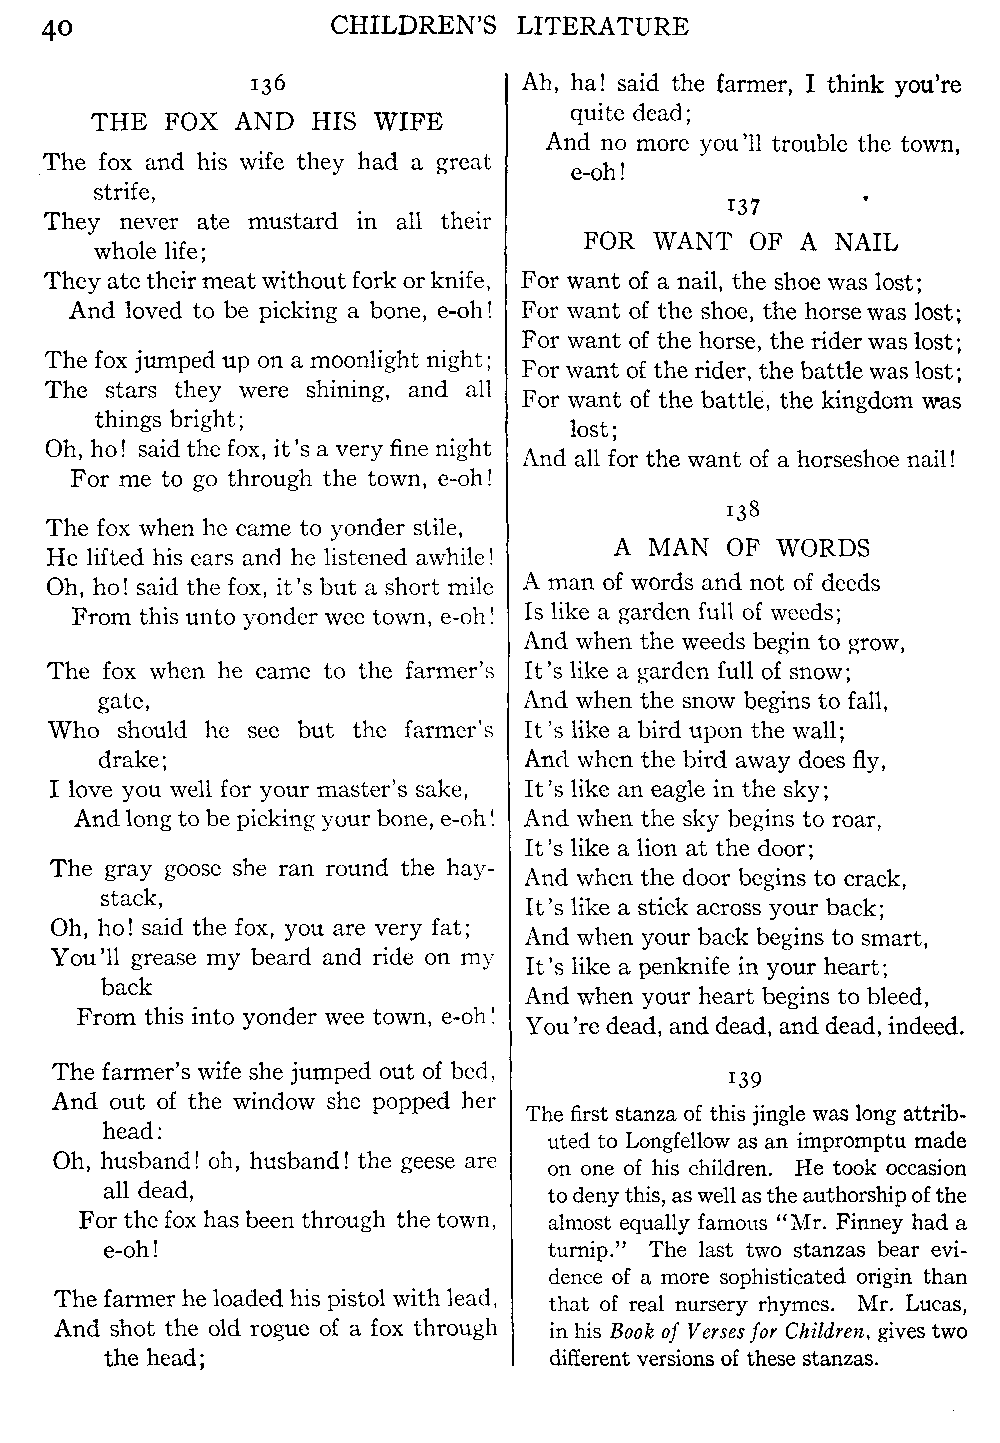 40
CHILDREN'S LITERATURE
136
THE FOX AND HIS WIFE
The fox and his wife they had a great
strife,
They never ate mustard in all their
whole life;
They ate their meat without fork or knife,
And loved to be picking a bone, e-oh!
The fox jumped up on a moonlight night;
The stars they were shining, and all
things bright;
Oh, ho! said the fox, it's a very fine night
For me to go through the town, e-oh!
The fox when he came to yonder stile,
He lifted his ears and he listened awhile!
Oh, ho! said the fox, it's but a short mile
From this unto yonder wee town, e-oh!
The fox when he came to the farmer's
gate,
Who should he see but the farmer's
drake;
I love you well for your master's sake,
And long to be picking your bone, e-oh!
The gray goose she ran round the hay-
stack,
Oh, ho! said the fox, you are very fat;
You'll grease my beard and ride on my
back
From this into yonder wee town, e-oh!
The farmer's wife she jumped out of bed,
And out of the window she popped her
head:
Oh, husband! oh, husband! the geese are
all dead,
For the fox has been through the town,
e-oh!
The farmer he loaded his pistol with lead,
And shot the old rogue of a fox through
the head;
Ah, ha! said the farmer, I think you're
quite dead;
And no more you'll trouble the town,
e-oh!
137
FOR WANT OF A NAIL
For want of a nail, the shoe was lost;
For want of the shoe, the horse was lost;
For want of the horse, the rider was lost;
For want of the rider, the battle was lost;
For want of the battle, the kingdom was
lost;
And all for the want of a horseshoe nail!
138
A MAN OF WORDS
A man of words and not of deeds
Is like a garden full of weeds;
And when the weeds begin to grow,
It's like a garden full of snow;
And when the snow begins to fall,
It's like a bird upon the wall;
And when the bird away does fly,
It's like an eagle in the sky;
And when the sky begins to roar,
It's like a lion at the door;
And when the door begins to crack,
It's like a stick across your back;
And when your back begins to smart,
It's like a penknife in your heart;
And when your heart begins to bleed,
You're dead, and dead, and dead, indeed.
139
The first stanza of this jingle was long attrib-
uted to Longfellow as an impromptu made
on one of his children. He took occasion
to deny this, as well as the authorship of the
almost equally famous "Mr. Finney had a
turnip." The last two stanzas bear evi-
dence of a more sophisticated origin than
that of real nursery rhymes. Mr. Lucas,
in his Book of Verses for Children, gives two
different versions of these stanzas.